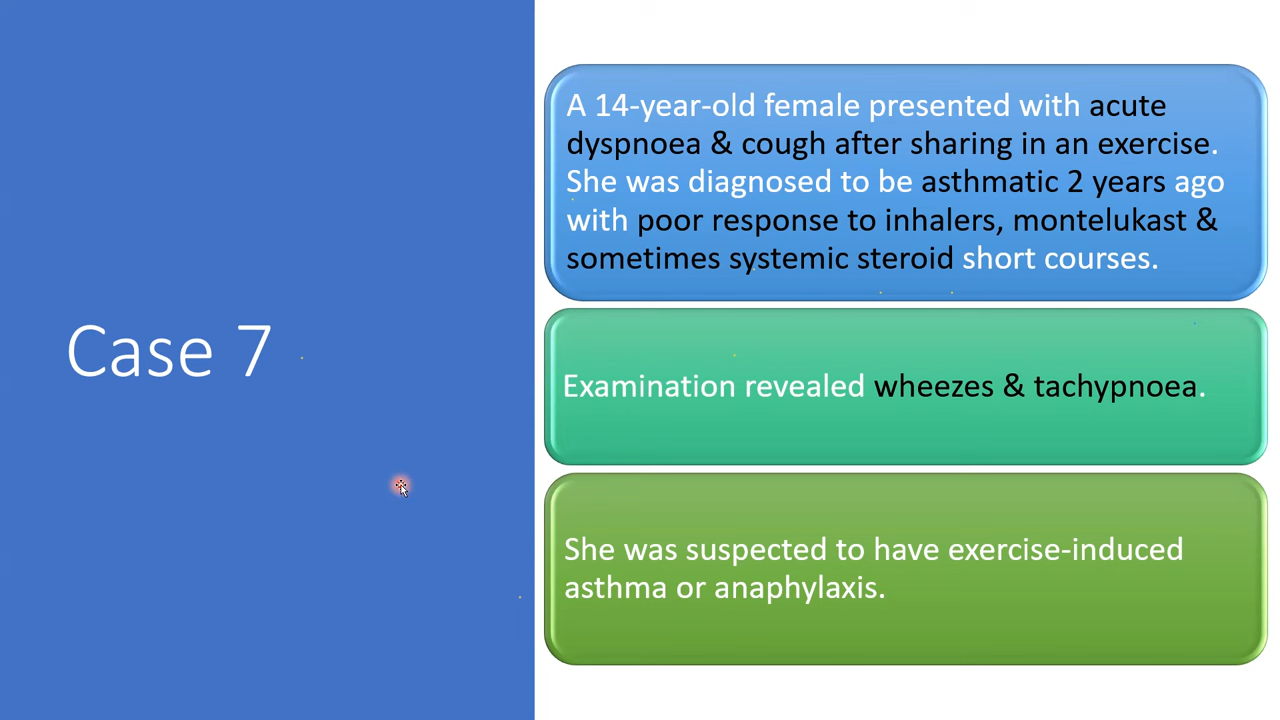 Case 7
A 14-year-old female presented with acute
dyspnoea & cough after sharing in an exercise.
She was diagnosed to be asthmatic 2 years ago
with poor response to inhalers, montelukast &
sometimes systemic steroid short courses.
Examination revealed wheezes & tachypnoea.
She was suspected to have exercise-induced
asthma or anaphylaxis.